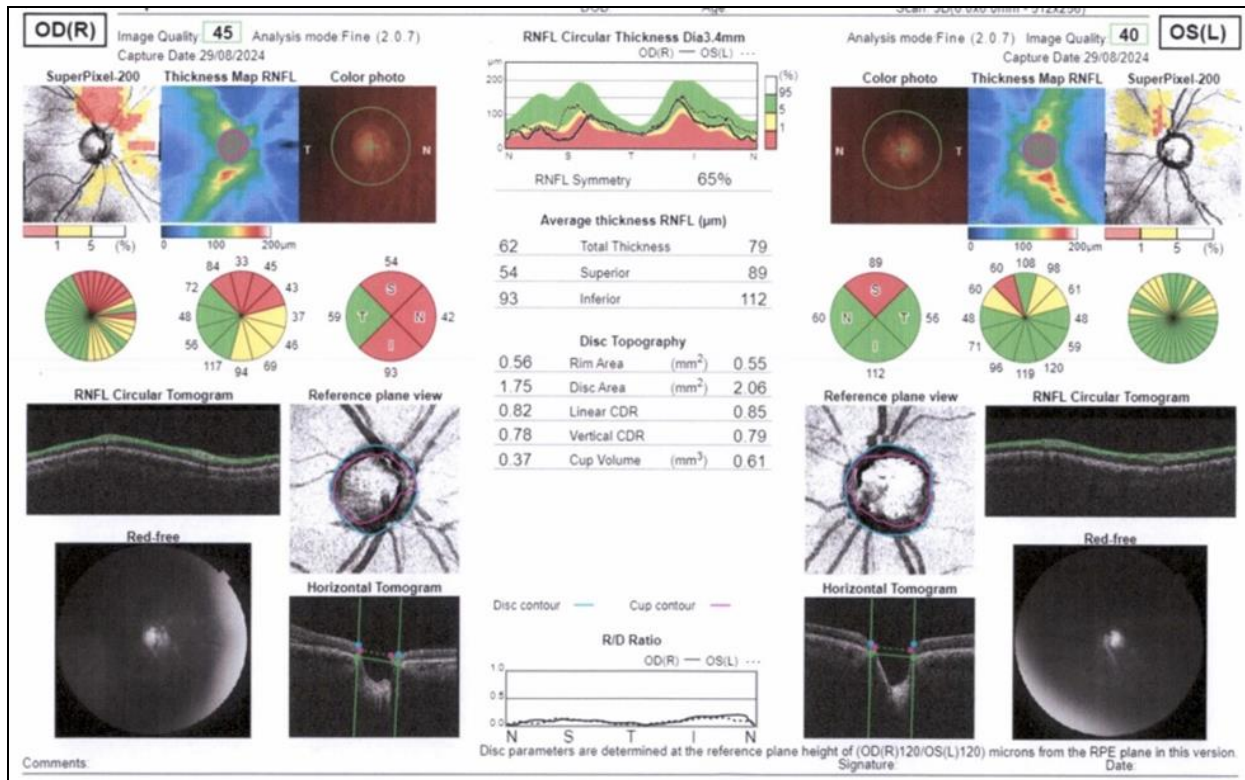 OD(R) Image Quality: 45 Analysis mode:Fine (2.0.7)
Capture Date:29/08/2024
SuperPixel-200 Thickness Map RNFL Color photo
T N
1 5 (%) 0 100 200μm
84 33 45
72 43
48 37
56 46
117 94 69
54
59 T S N 42
I
93
RNFL Circular Tomogram
Reference plane view
Red-free
Horizontal Tomogram
RNFL Circular Thickness Dia3.4mm
OD(R) — OS(L) ...
μm
200
100
0
N S T I N
(%)
95
5
1
RNFL Symmetry 65%
Average thickness RNFL (μm)
62 Total Thickness 79
54 Superior 89
93 Inferior 112
Disc Topography
0.56 Rim Area (mm²) 0.55
1.75 Disc Area (mm²) 2.06
0.82 Linear CDR 0.85
0.78 Vertical CDR 0.79
0.37 Cup Volume (mm³) 0.61
Disc contour — Cup contour —
R/D Ratio
OD(R) — OS(L) ...
1.0
0.5
0.0
N S T I N
Analysis mode:Fine (2.0.7) Image Quality: 40 OS(L)
Capture Date:29/08/2024
Color photo Thickness Map RNFL SuperPixel-200
N T
0 100 200μm 1 5 (%)
89
60 N S T 56
I
112
60 108 98
60 61
48 48
71 59
96 119 120
Reference plane view
RNFL Circular Tomogram
Horizontal Tomogram
Red-free
Disc parameters are determined at the reference plane height of (OD(R)120/OS(L)120) microns from the RPE plane in this version.
Comments: Signature: Date: